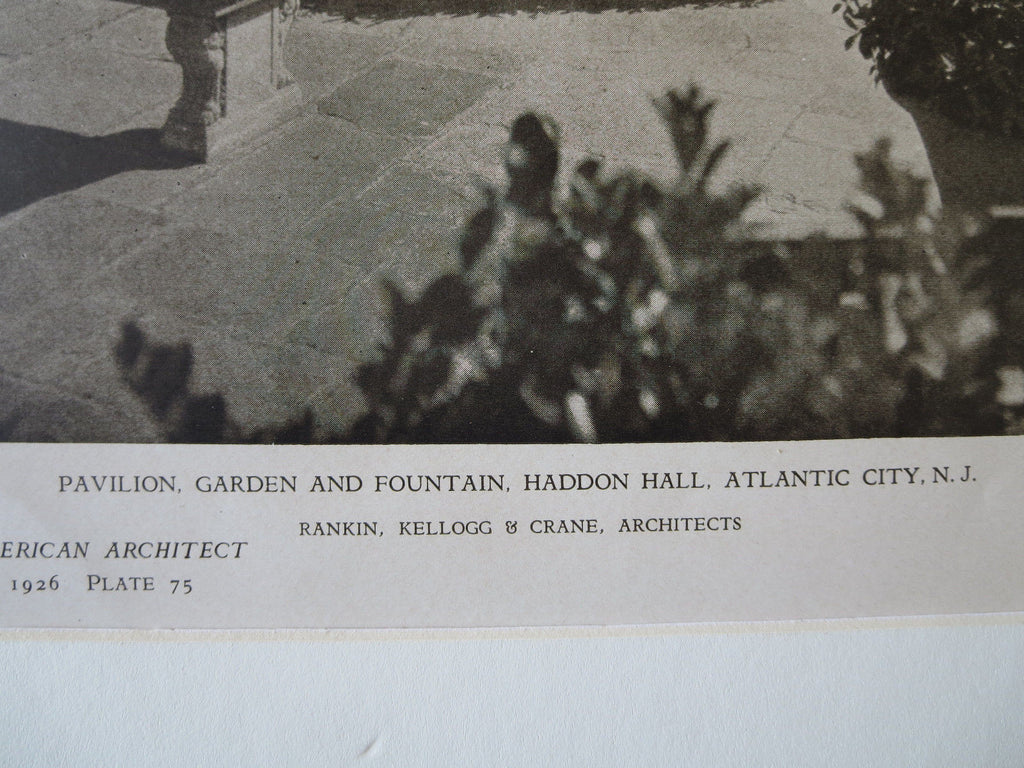 PAVILION, GARDEN AND FOUNTAIN, HADDON HALL, ATLANTIC CITY, N. J.
RANKIN, KELLOGG & CRANE, ARCHITECTS
ERICAN ARCHITECT
1926 PLATE 75